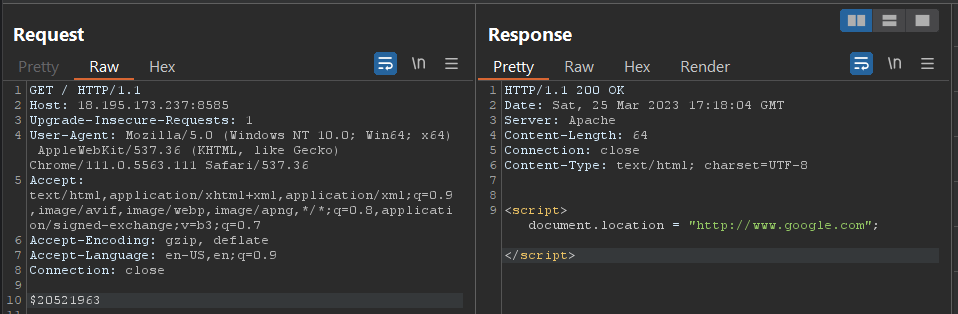 Request
Pretty Raw Hex \n
1 GET / HTTP/1.1
2 Host: 18.195.173.237:8585
3 Upgrade-Insecure-Requests: 1
4 User-Agent: Mozilla/5.0 (Windows NT 10.0; Win64; x64)
AppleWebKit/537.36 (KHTML, like Gecko)
Chrome/111.0.5563.111 Safari/537.36
5 Accept:
text/html,application/xhtml+xml,application/xml;q=0.9
,image/avif,image/webp,image/apng,*/*;q=0.8,applicati
on/signed-exchange;v=b3;q=0.7
6 Accept-Encoding: gzip, deflate
7 Accept-Language: en-US,en;q=0.9
8 Connection: close
9
10 $20521963
Response
Pretty Raw Hex Render \n
1 HTTP/1.1 200 OK
2 Date: Sat, 25 Mar 2023 17:18:04 GMT
3 Server: Apache
4 Content-Length: 64
5 Connection: close
6 Content-Type: text/html; charset=UTF-8
7
8
9 <script>
document.location = "http://www.google.com";
</script>